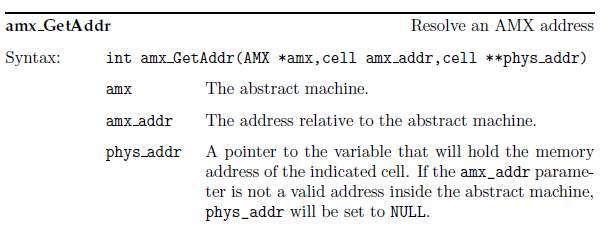 amx_GetAddr Resolve an AMX address
Syntax: int amx_GetAddr(AMX *amx,cell amx_addr,cell **phys_addr)
amx The abstract machine.
amx_addr The address relative to the abstract machine.
phys_addr A pointer to the variable that will hold the memory
address of the indicated cell. If the amx_addr parame-
ter is not a valid address inside the abstract machine,
phys_addr will be set to NULL.